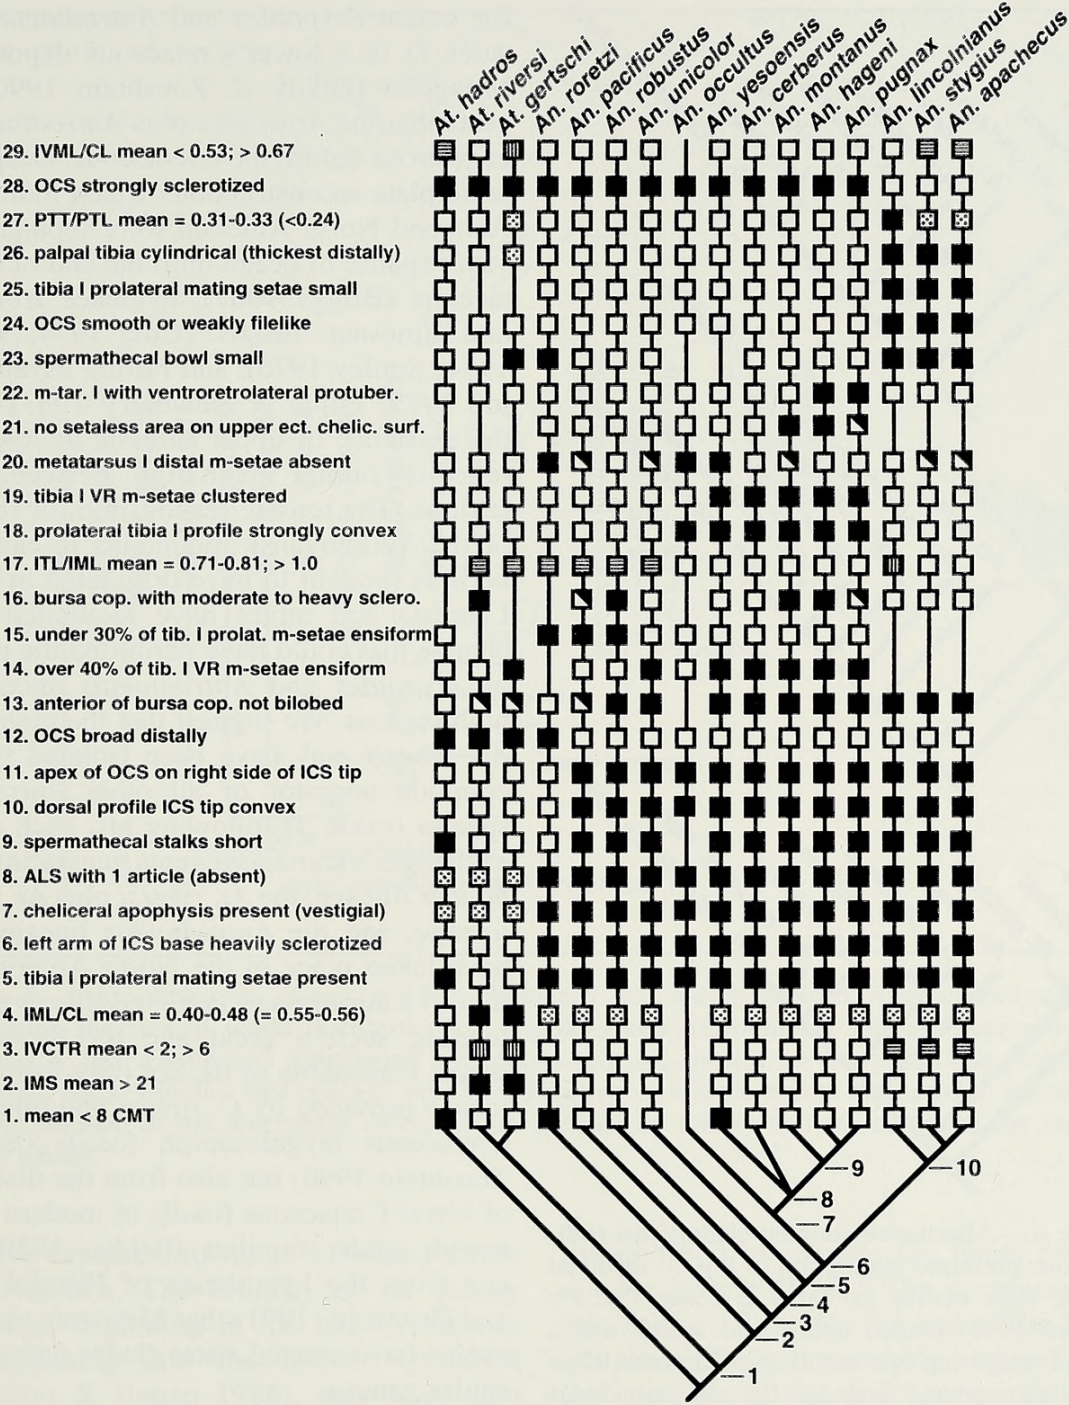 At. hadros
At. riversi
At. gertschi
An. roretzi
An. pacificus
An. robustus
An. unicolor
An. occultus
An. yesoensis
An. cerberus
An. montanus
An. hageni
An. pugnax
An. lincolnianus
An. stygius
An. apachecus
29. IVML/CL mean < 0.53; > 0.67
28. OCS strongly sclerotized
27. PTT/PTL mean = 0.31-0.33 (<0.24)
26. palpal tibia cylindrical (thickest distally)
25. tibia I prolateral mating setae small
24. OCS smooth or weakly filelike
23. spermathecal bowl small
22. m-tar. I with ventroretrolateral protuber.
21. no setaless area on upper ect. chelic. surf.
20. metatarsus I distal m-setae absent
19. tibia I VR m-setae clustered
18. prolateral tibia I profile strongly convex
17. ITL/IML mean = 0.71-0.81; > 1.0
16. bursa cop. with moderate to heavy sclero.
15. under 30% of tib. I prolat. m-setae ensiform
14. over 40% of tib. I VR m-setae ensiform
13. anterior of bursa cop. not bilobed
12. OCS broad distally
11. apex of OCS on right side of ICS tip
10. dorsal profile ICS tip convex
9. spermathecal stalks short
8. ALS with 1 article (absent)
7. cheliceral apophysis present (vestigial)
6. left arm of ICS base heavily sclerotized
5. tibia I prolateral mating setae present
4. IML/CL mean = 0.40-0.48 (= 0.55-0.56)
3. IVCTR mean < 2; > 6
2. IMS mean > 21
1. mean < 8 CMT
9
10
8
7
6
5
4
3
2
1